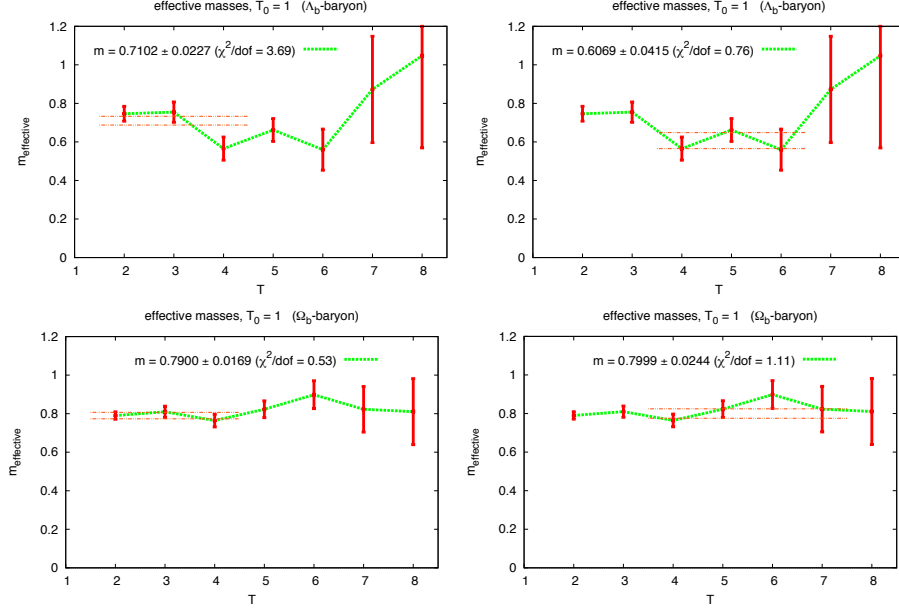 effective masses, T₀ = 1 (Λb-baryon)
m = 0.7102 ± 0.0227 (χ²/dof = 3.69)
1.2
1
0.8
0.6
0.4
0.2
0
meffective
1 2 3 4 5 6 7 8
T
effective masses, T₀ = 1 (Λb-baryon)
m = 0.6069 ± 0.0415 (χ²/dof = 0.76)
1.2
1
0.8
0.6
0.4
0.2
0
meffective
1 2 3 4 5 6 7 8
T
effective masses, T₀ = 1 (Ωb-baryon)
m = 0.7900 ± 0.0169 (χ²/dof = 0.53)
1.2
1
0.8
0.6
0.4
0.2
0
meffective
1 2 3 4 5 6 7 8
T
effective masses, T₀ = 1 (Ωb-baryon)
m = 0.7999 ± 0.0244 (χ²/dof = 1.11)
1.2
1
0.8
0.6
0.4
0.2
0
meffective
1 2 3 4 5 6 7 8
T